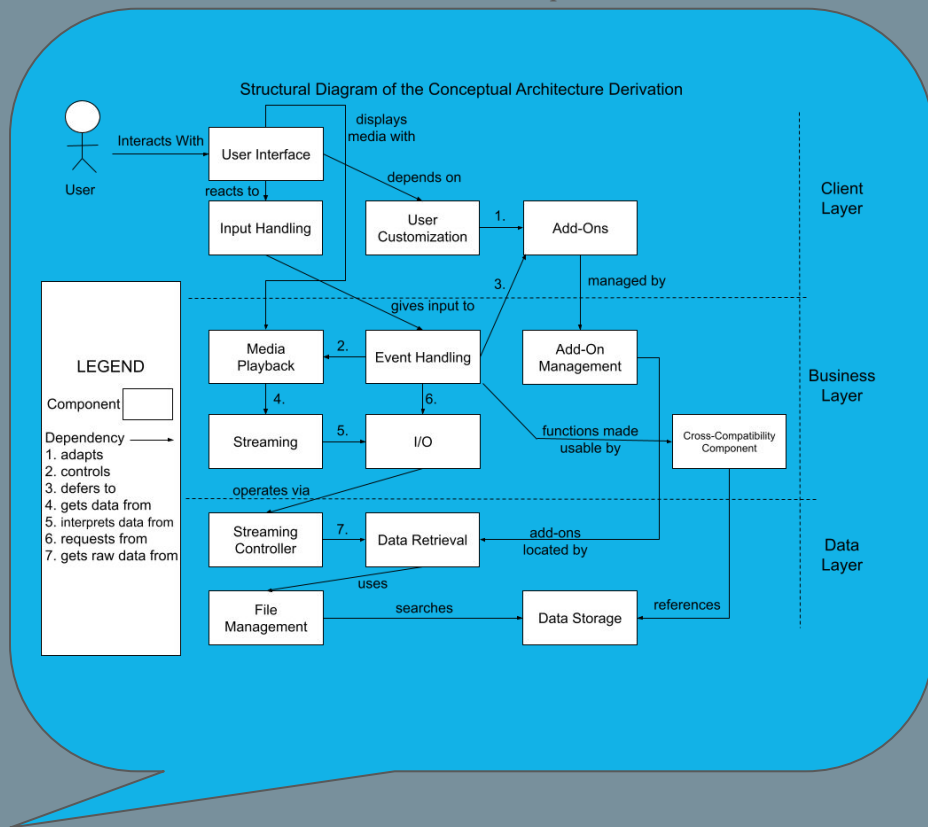 Structural Diagram of the Conceptual Architecture Derivation
displays
media with
Interacts With
User Interface
User
depends on
reacts to
Client
Layer
Input Handling
User
Customization
1.
Add-Ons
3.
managed by
gives input to
LEGEND
Component
Dependency
1. adapts
2. controls
3. defers to
4. gets data from
5. interprets data from
6. requests from
7. gets raw data from
Media
Playback
2.
Event Handling
Add-On
Management
Business
Layer
4.
6.
Streaming
5.
I/O
functions made
usable by
Cross-Compatibility
Component
operates via
Streaming
Controller
7.
Data Retrieval
add-ons
located by
Data
Layer
uses
File
Management
searches
Data Storage
references